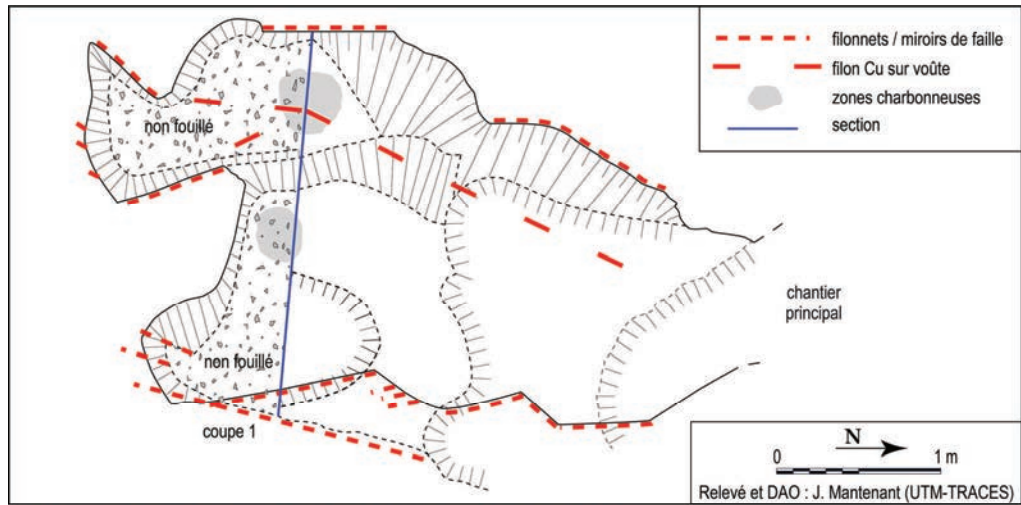 filonnets / miroirs de faille
filon Cu sur voûte
zones charbonneuses
section
non fouillé
chantier
principal
non fouillé
coupe 1
N
0 1 m
Relevé et DAO : J. Mantenant (UTM-TRACES)